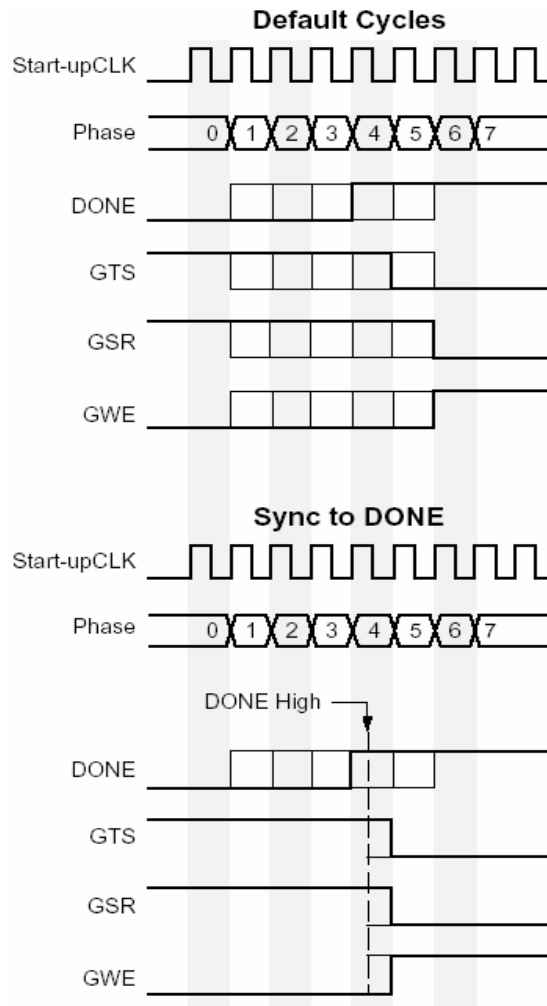 Default Cycles
Start-upCLK
Phase 0 1 2 3 4 5 6 7
DONE
GTS
GSR
GWE
Sync to DONE
Start-upCLK
Phase 0 1 2 3 4 5 6 7
DONE High
DONE
GTS
GSR
GWE